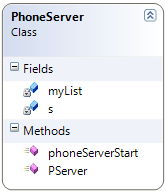 PhoneServer
Class
Fields
myList
s
Methods
phoneServerStart
PServer